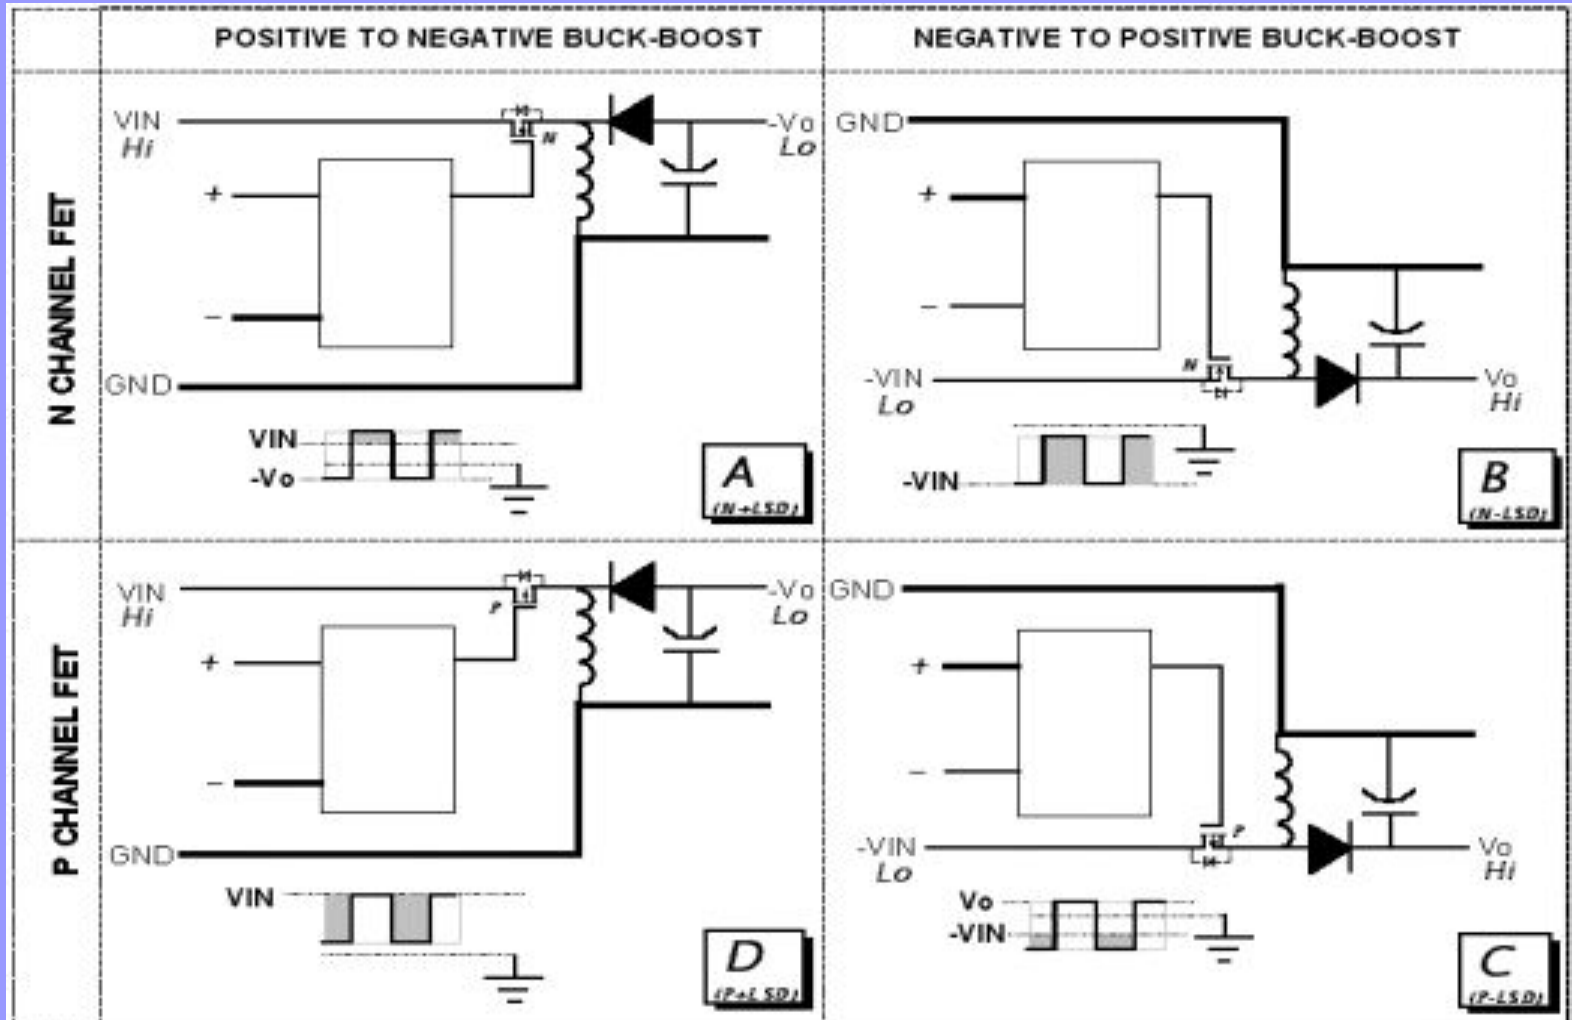 POSITIVE TO NEGATIVE BUCK-BOOST
NEGATIVE TO POSITIVE BUCK-BOOST
N CHANNEL FET
VIN
Hi
N
-Vo
Lo
+
–
GND
VIN
-Vo
A
(N+LSD)
GND
+
–
N
-VIN
Lo
Vo
Hi
-VIN
B
(N-LSD)
P CHANNEL FET
VIN
Hi
P
-Vo
Lo
+
–
GND
VIN
D
(P+LSD)
GND
+
–
P
-VIN
Lo
Vo
Hi
Vo
-VIN
C
(P-LSD)